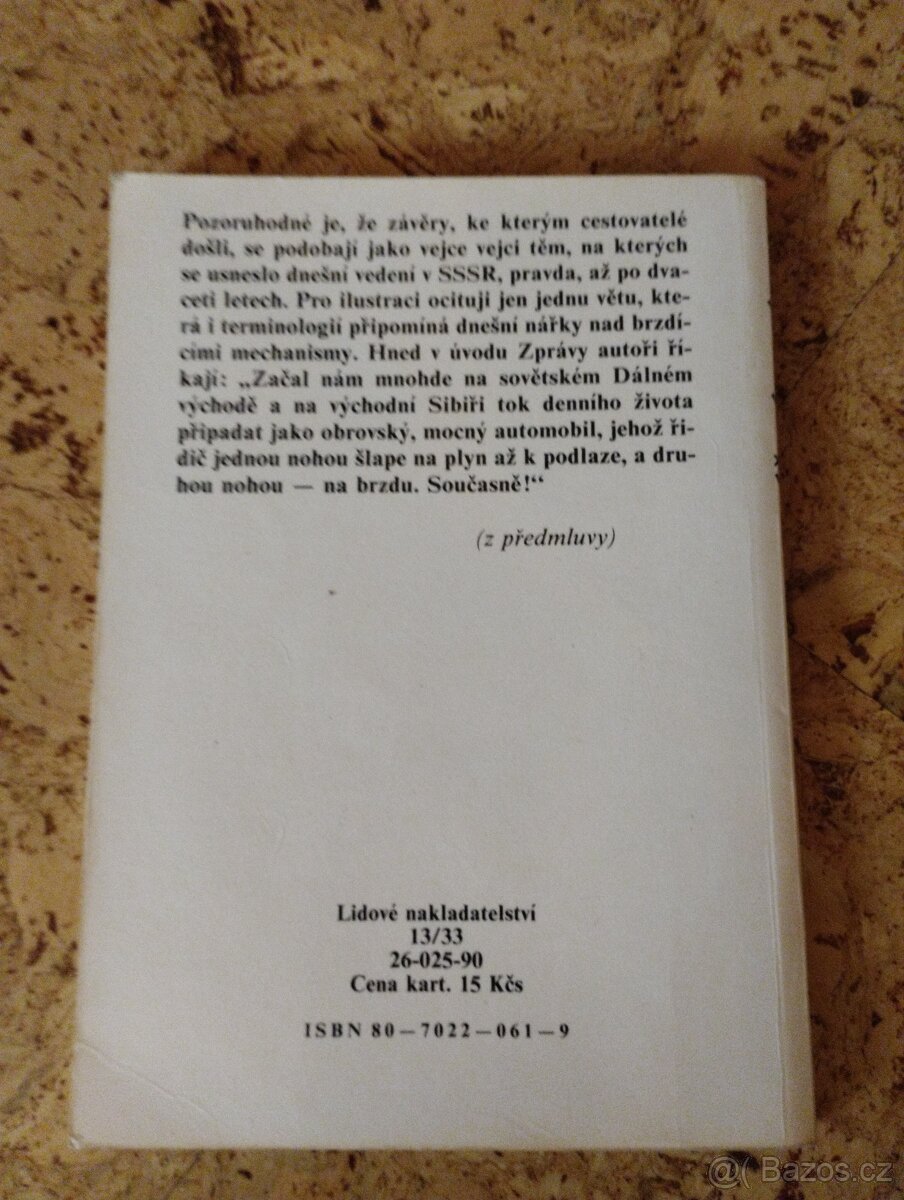 Pozoruhodné je, že závěry, ke kterým cestovatelé
došli, se podobají jako vejce vejci těm, na kterých
se usneslo dnešní vedení v SSSR, pravda, až po dva-
ceti letech. Pro ilustraci ocituji jen jednu větu, kte-
rá i terminologií připomíná dnešní nářky nad brzdí-
cími mechanismy. Hned v úvodu Zprávy autoři ří-
kají: „Začal nám mnohde na sovětském Dálném
východě a na východní Sibiři tok denního života
připadat jako obrovský, mocný automobil, jehož ři-
dič jednou nohou šlape na plyn až k podlaze, a dru-
hou nohou — na brzdu. Současně!“
(z předmluvy)
Lidové nakladatelství
13/33
26-025-90
Cena kart. 15 Kčs
ISBN 80—7022—061—9
@( Bazos.cz